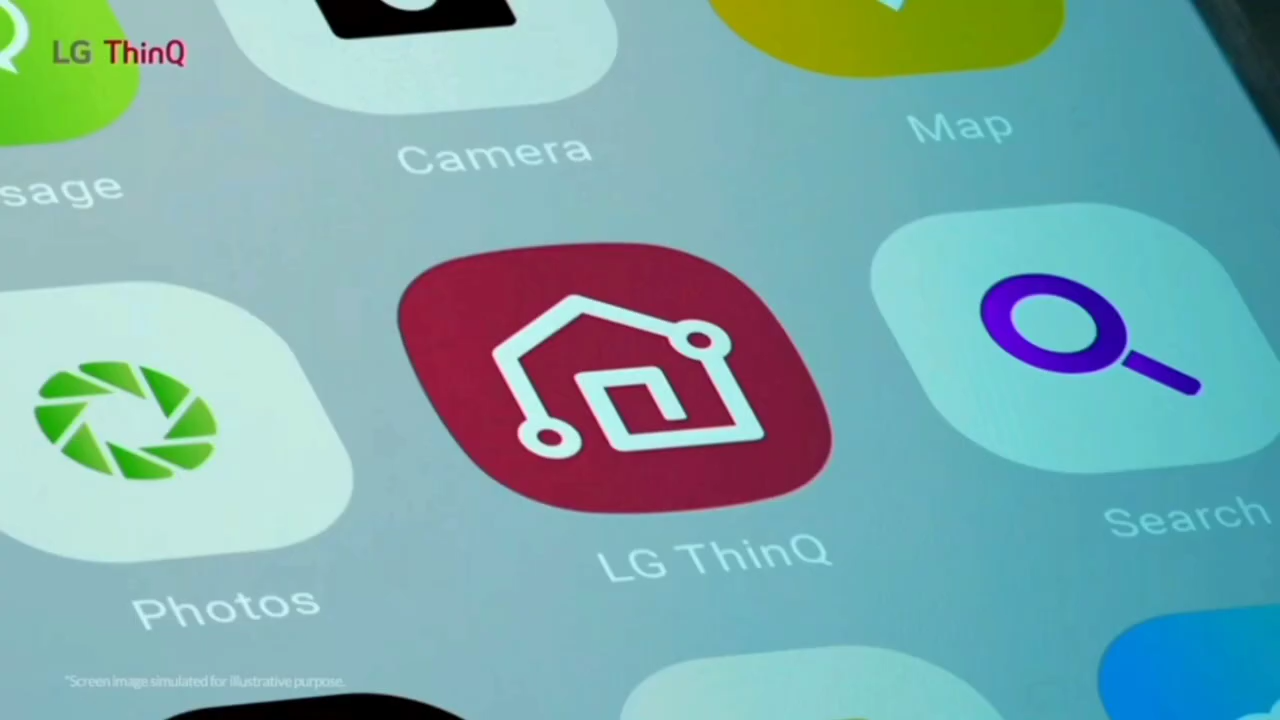 LG ThinQ
sage
Camera
Map
Photos
LG ThinQ
Search
*Screen image simulated for illustrative purpose.